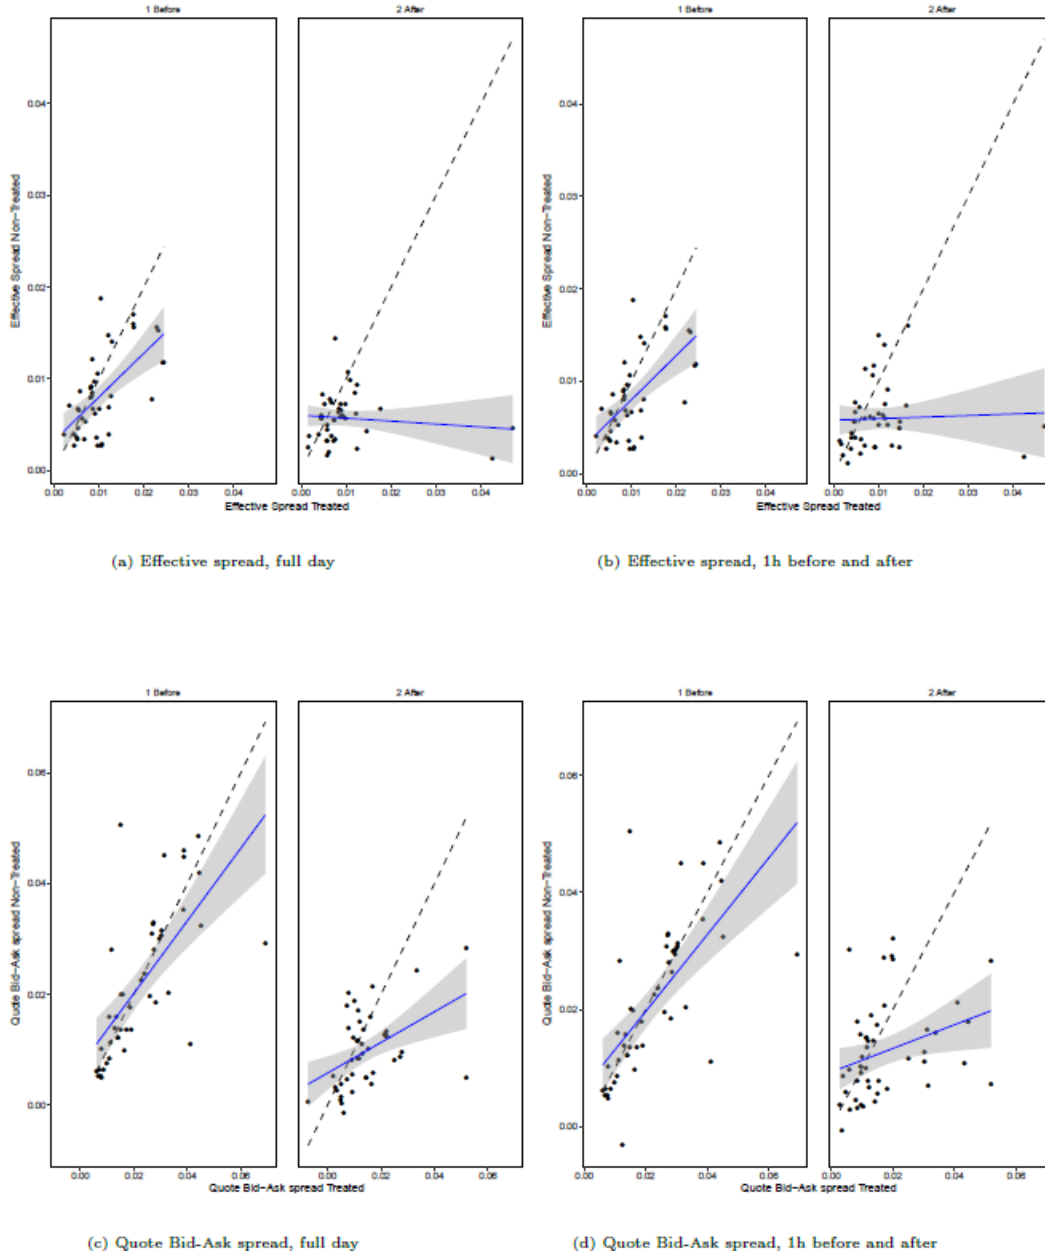 1 Before 2 After 1 Before 2 After
0.04 0.04
0.03 0.03
0.02 0.02
0.01 0.01
0.00 0.00
Effective Spread Non-Treated Effective Spread Non-Treated
0.00 0.01 0.02 0.04 0.00 0.01 0.02 0.04 0.00 0.01 0.02 0.04 0.00 0.01 0.02 0.04
Effective Spread Treated Effective Spread Treated
(a) Effective spread, full day (b) Effective spread, 1h before and after
1 Before 2 After 1 Before 2 After
0.06 0.06
0.04 0.04
0.02 0.02
0.00 0.00
Quote Bid-Ask spread Non-Treated Quote Bid-Ask spread Non-Treated
0.00 0.02 0.04 0.06 0.00 0.02 0.04 0.06 0.00 0.02 0.04 0.06 0.00 0.02 0.04 0.06
Quote Bid-Ask spread Treated Quote Bid-Ask spread Treated
(c) Quote Bid-Ask spread, full day (d) Quote Bid-Ask spread, 1h before and after